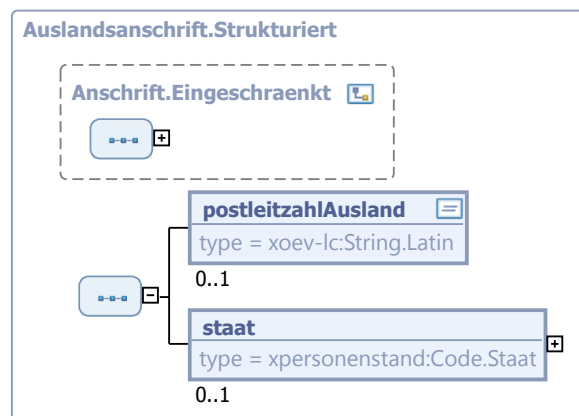 Auslandsanschrift.Strukturiert
Anschrift.Eingeschraenkt
postleitzahlAusland
type = xoev-lc:String.Latin
0..1
staat
type = xpersonenstand:Code.Staat
0..1